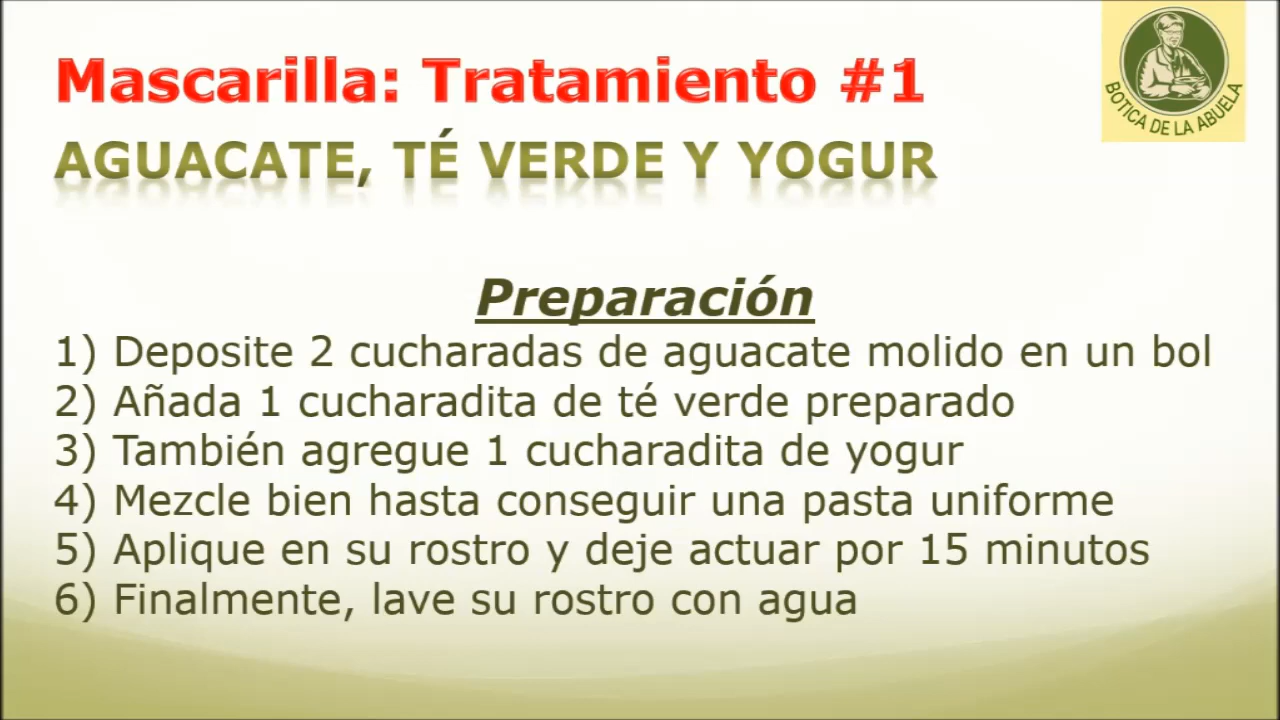 Mascarilla: Tratamiento #1
AGUACATE, TÉ VERDE Y YOGUR
BOTICA DE LA ABUELA
Preparación
1) Deposite 2 cucharadas de aguacate molido en un bol
2) Añada 1 cucharadita de té verde preparado
3) También agregue 1 cucharadita de yogur
4) Mezcle bien hasta conseguir una pasta uniforme
5) Aplique en su rostro y deje actuar por 15 minutos
6) Finalmente, lave su rostro con agua